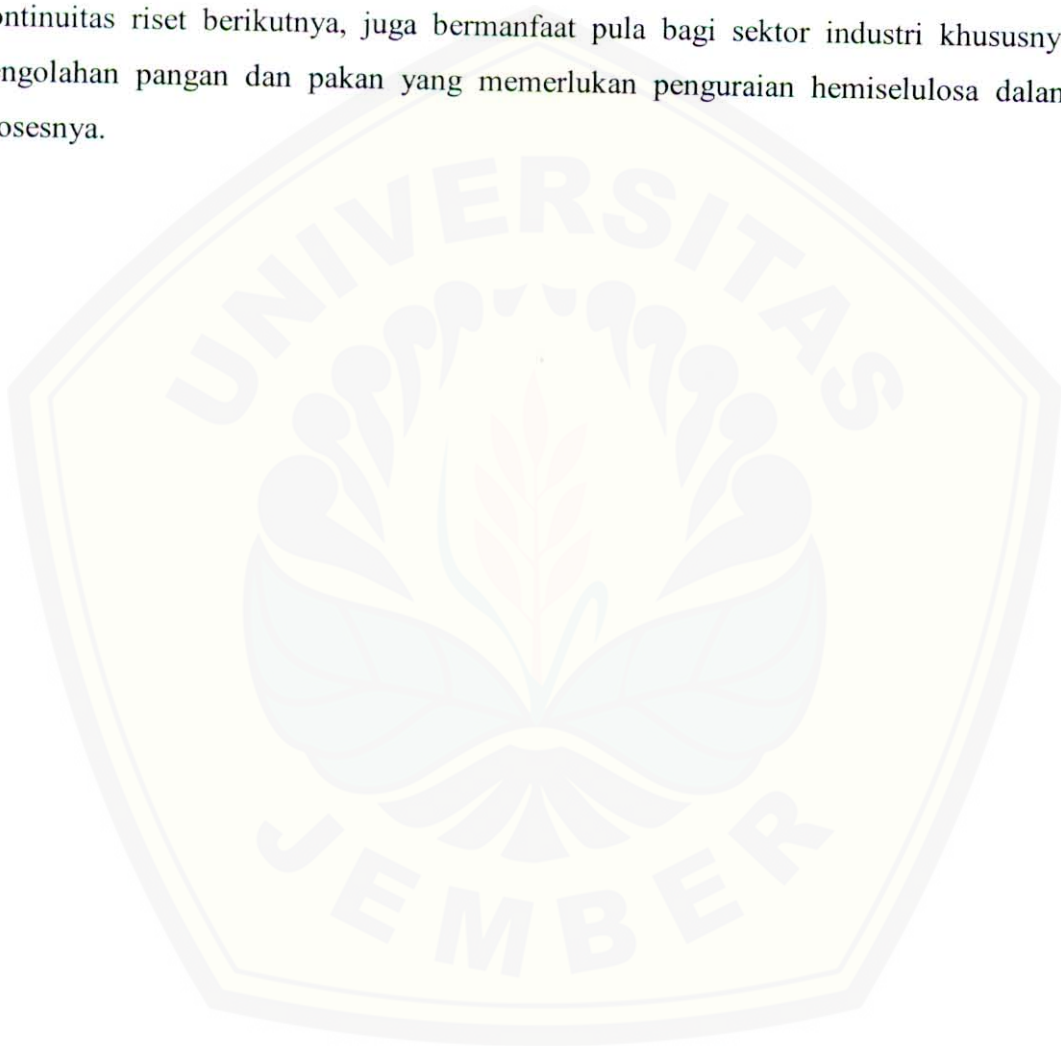 ontinuitas riset berikutnya, juga bermanfaat pula bagi sektor industri khususny
ngolahan pangan dan pakan yang memerlukan penguraian hemiselulosa dalan
osesnya.
UNIVERSITAS
JEMBER